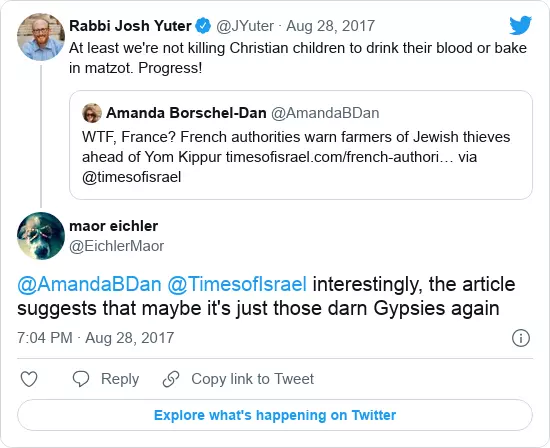 Rabbi Josh Yuter @JYuter · Aug 28, 2017
At least we're not killing Christian children to drink their blood or bake
in matzot. Progress!
Amanda Borschel-Dan @AmandaBDan
WTF, France? French authorities warn farmers of Jewish thieves
ahead of Yom Kippur timesofisrael.com/french-authori… via
@timesofisrael
maor eichler
@EichlerMaor
@AmandaBDan @TimesofIsrael interestingly, the article
suggests that maybe it's just those darn Gypsies again
7:04 PM · Aug 28, 2017
Reply Copy link to Tweet
Explore what's happening on Twitter